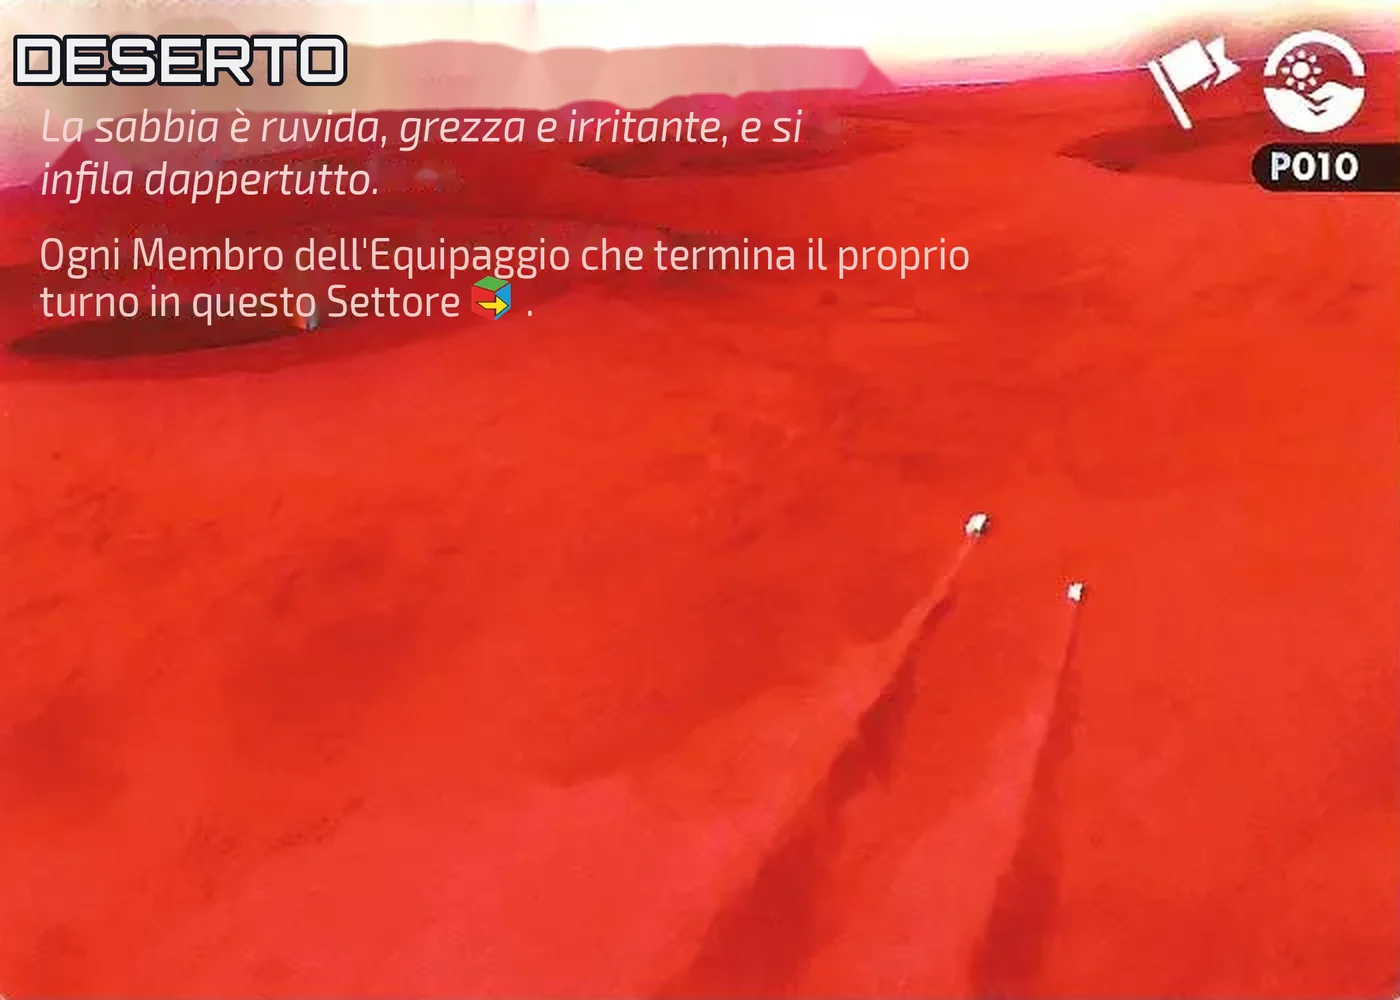 DESERTO
La sabbia è ruvida, grezza e irritante, e si
infila dappertutto.
P010
Ogni Membro dell'Equipaggio che termina il proprio
turno in questo Settore .